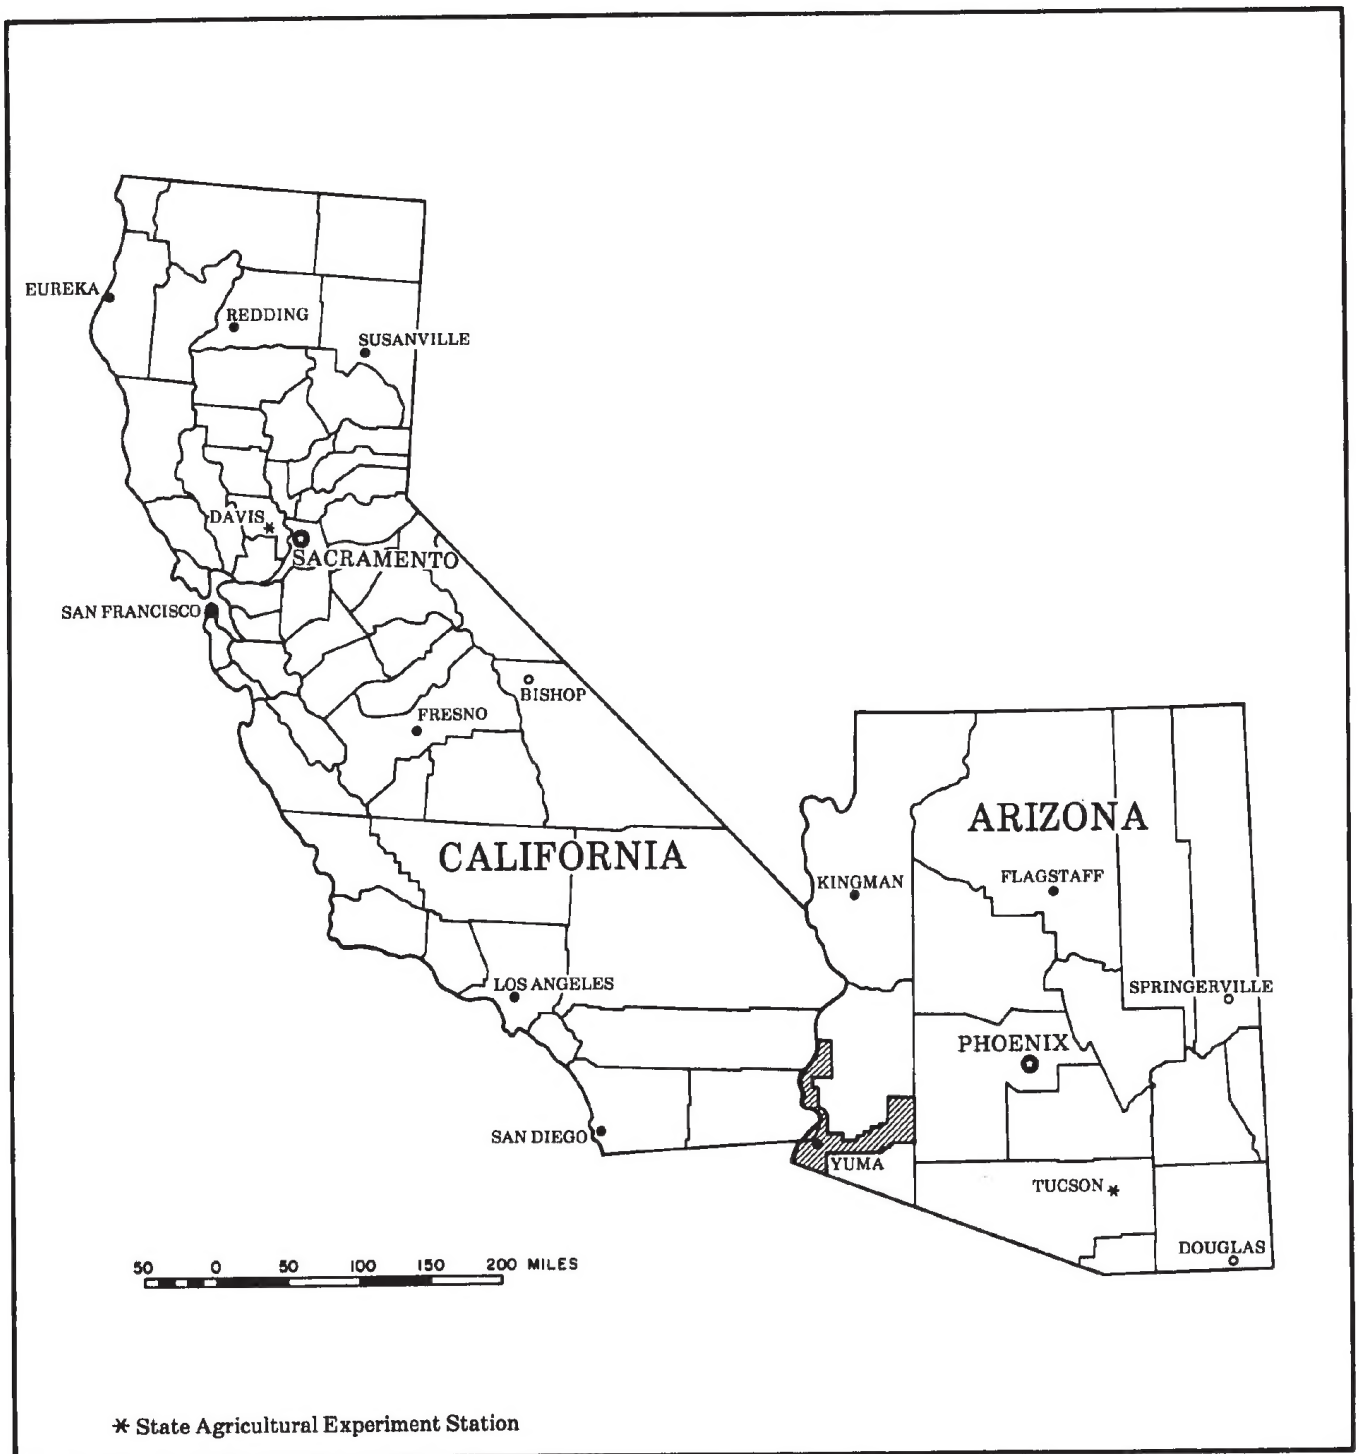 EUREKA
REDDING
SUSANVILLE
DAVIS *
SACRAMENTO
SAN FRANCISCO
BISHOP
FRESNO
CALIFORNIA
ARIZONA
KINGMAN
FLAGSTAFF
LOS ANGELES
SPRINGERVILLE
PHOENIX
SAN DIEGO
YUMA
TUCSON *
DOUGLAS
50 0 50 100 150 200 MILES
* State Agricultural Experiment Station